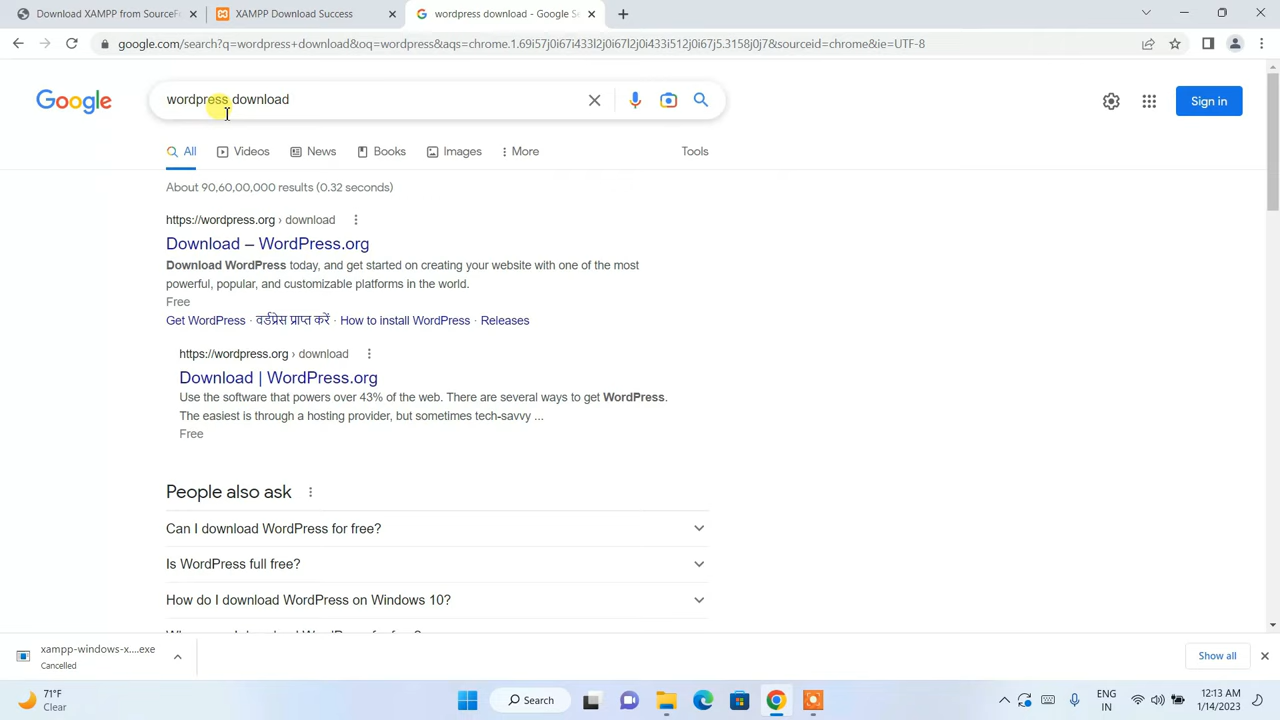 Download XAMPP from SourceF
XAMPP Download Success
wordpress download - Google Se
google.com/search?q=wordpress+download&oq=wordpress&aqs=chrome.1.69i57j0i67i433l2j0i67l2j0i433i512j0i67j5.3158j0j7&sourceid=chrome&ie=UTF-8
Google
wordpress download
Sign in
All
Videos
News
Books
Images
More
Tools
About 90,60,00,000 results (0.32 seconds)
https://wordpress.org › download
Download – WordPress.org
Download WordPress today, and get started on creating your website with one of the most
powerful, popular, and customizable platforms in the world.
Free
Get WordPress · वर्डप्रेस प्राप्त करें · How to install WordPress · Releases
https://wordpress.org › download
Download | WordPress.org
Use the software that powers over 43% of the web. There are several ways to get WordPress.
The easiest is through a hosting provider, but sometimes tech-savvy ...
Free
People also ask
Can I download WordPress for free?
Is WordPress full free?
How do I download WordPress on Windows 10?
xampp-windows-x....exe
Cancelled
Show all
71°F
Clear
Search
ENG
IN
12:13 AM
1/14/2023